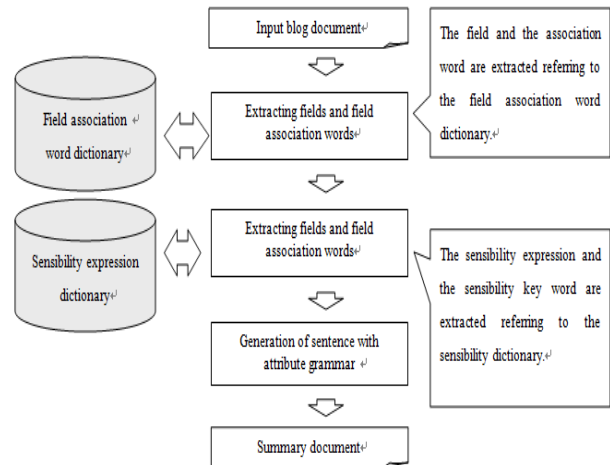 Input blog document
The field and the association
word are extracted referring to
the field association word
dictionary.
Field association
word dictionary
Extracting fields and field
association words
Sensibility expression
dictionary
Extracting fields and field
association words
The sensibility expression and
the sensibility key word are
extracted referring to the
sensibility dictionary.
Generation of sentence with
attribute grammar
Summary document